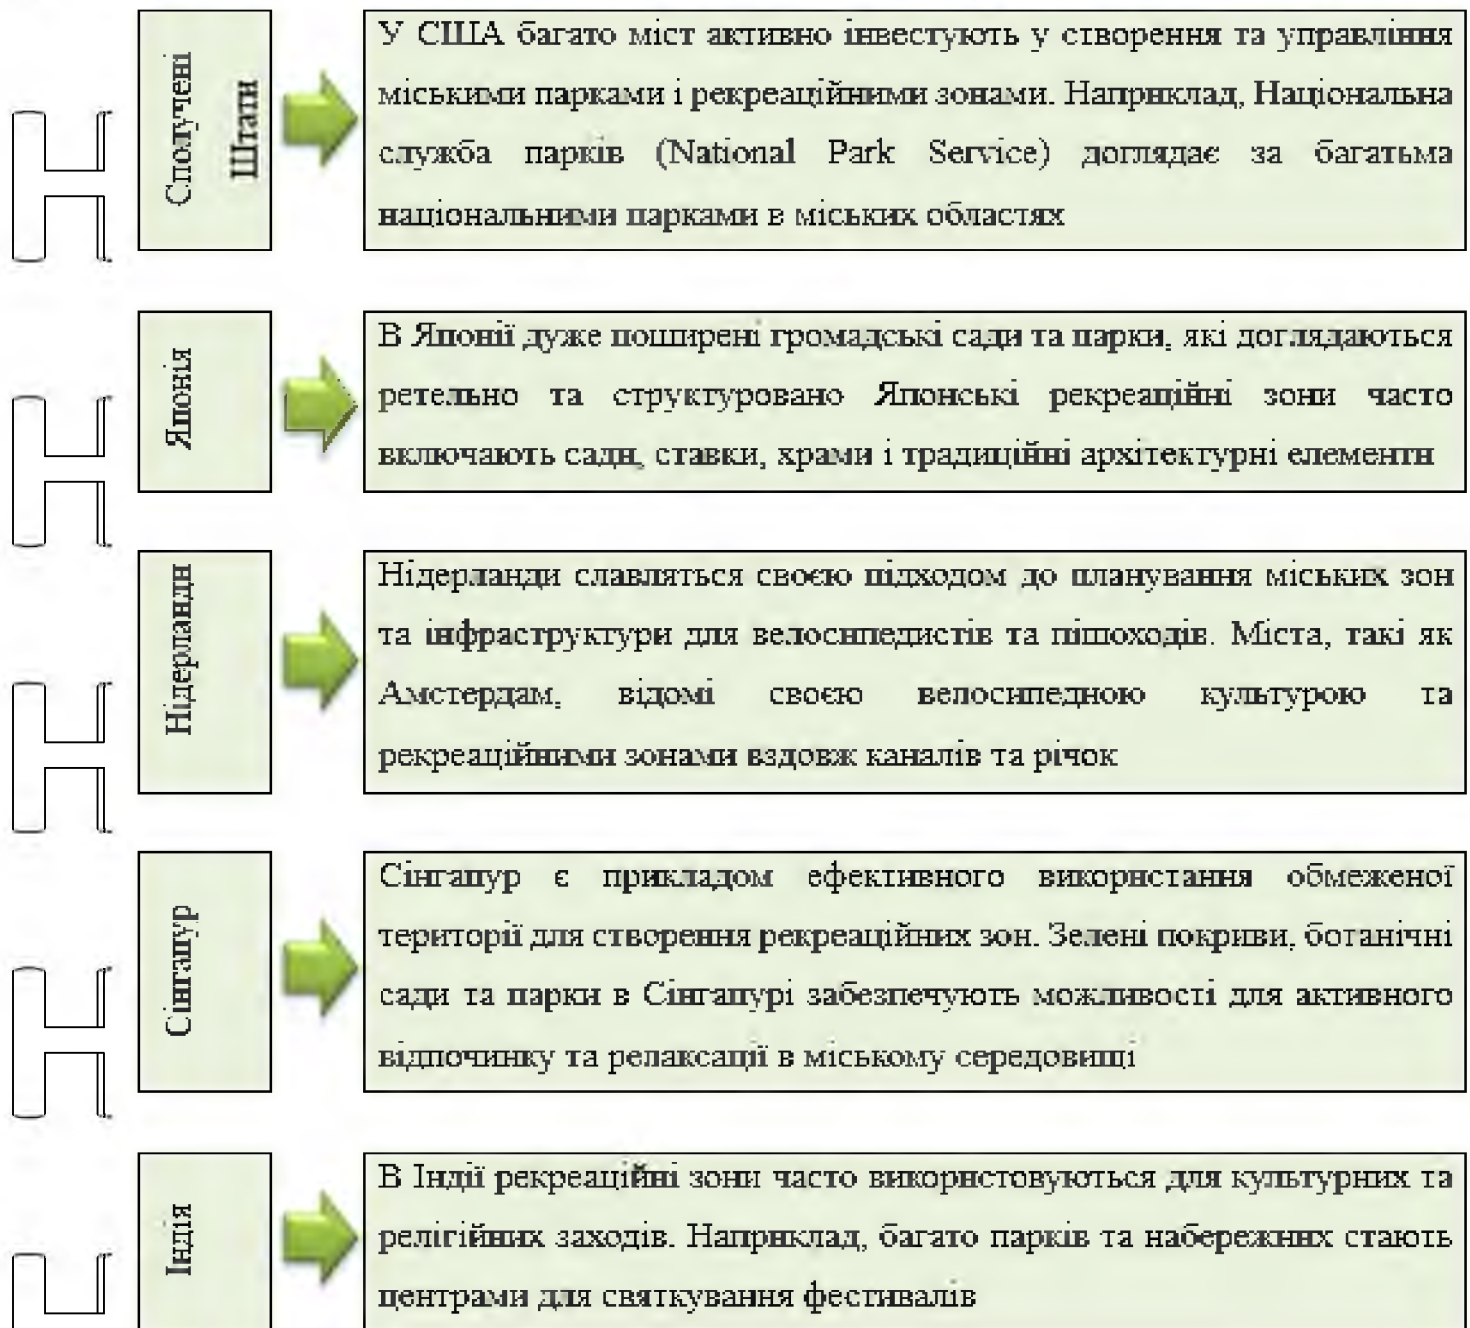 Сполучені
Штати
У США багато міст активно інвестують у створення та управління
міськими парками і рекреаційними зонами. Наприклад, Національна
служба парків (National Park Service) доглядає за багатьма
національними парками в міських областях
Японія
В Японії дуже поширені громадські сади та парки, які доглядаються
ретельно та структуровано Японські рекреаційні зони часто
включають сади, ставки, храми і традиційні архітектурні елементи
Нідерланди
Нідерланди славляться своєю підходом до планування міських зон
та інфраструктури для велосипедистів та пішоходів. Міста, такі як
Амстердам, відомі своєю велосипедною культурою та
рекреаційними зонами вздовж каналів та річок
Сінгапур
Сінгапур є прикладом ефективного використання обмеженої
території для створення рекреаційних зон. Зелені покриви, ботанічні
сади та парки в Сінгапурі забезпечують можливості для активного
відпочинку та релаксації в міському середовищі
Індія
В Індії рекреаційні зони часто використовуються для культурних та
релігійних заходів. Наприклад, багато парків та набережних стають
центрами для святкування фестивалів